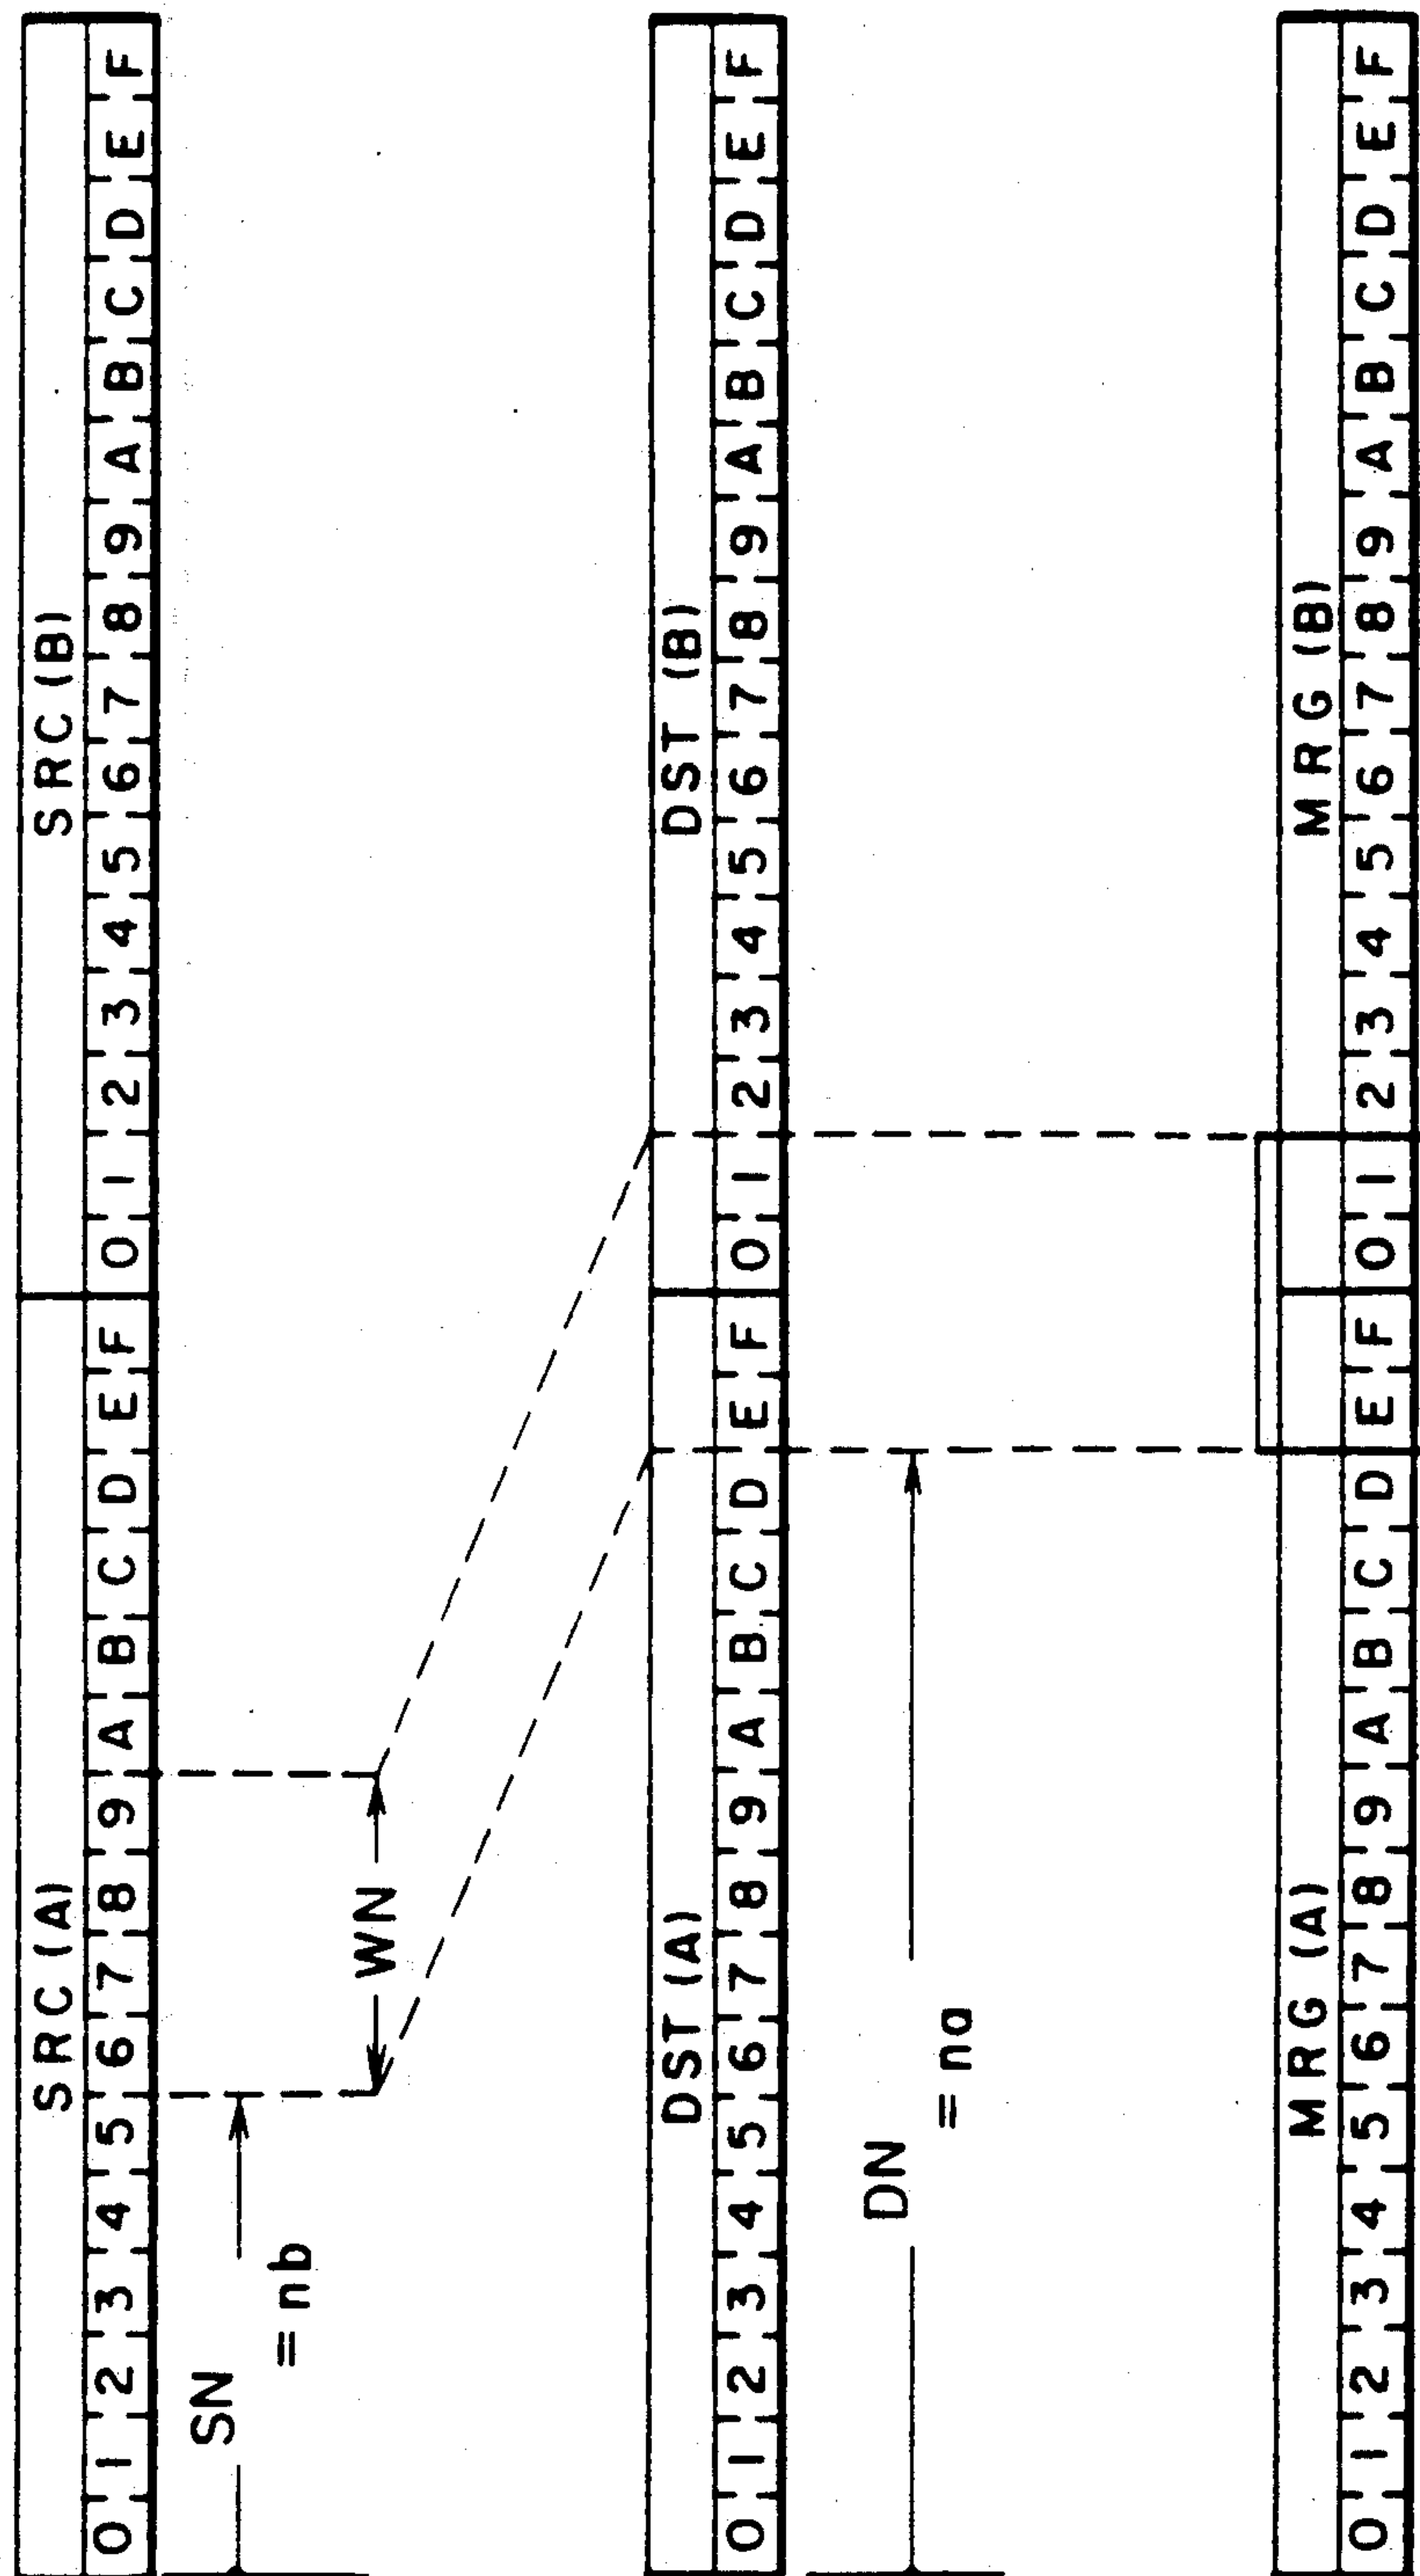 SRC (A) SRC (B)
0 1 2 3 4 5 6 7 8 9 A B C D E F 0 1 2 3 4 5 6 7 8 9 A B C D E F
SN
= nb
WN
DST (A) DST (B)
0 1 2 3 4 5 6 7 8 9 A B C D E F 0 1 2 3 4 5 6 7 8 9 A B C D E F
DN
= na
MRG (A) MRG (B)
0 1 2 3 4 5 6 7 8 9 A B C D E F 0 1 2 3 4 5 6 7 8 9 A B C D E F